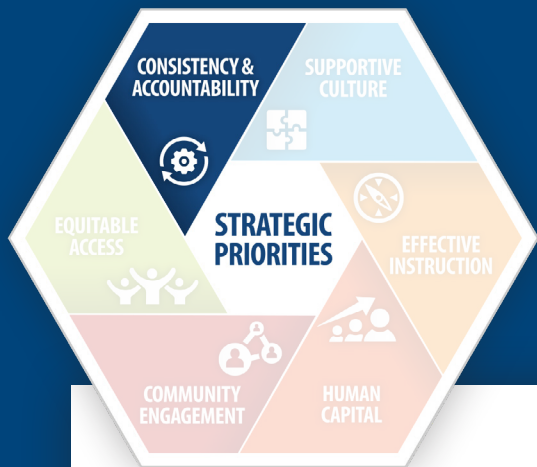 CONSISTENCY &
ACCOUNTABILITY
SUPPORTIVE
CULTURE
EQUITABLE
ACCESS
STRATEGIC
PRIORITIES
EFFECTIVE
INSTRUCTION
COMMUNITY
ENGAGEMENT
HUMAN
CAPITAL